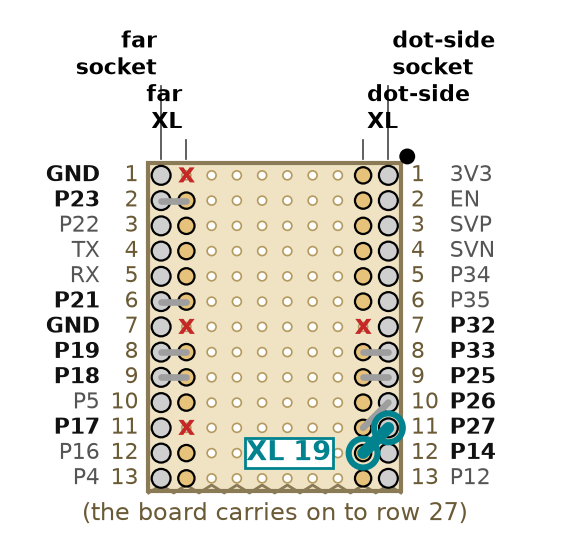 far
socket
dot-side
socket
far
XL
dot-side
XL
GND 1 X 1 3V3
P23 2 2 EN
P22 3 3 SVP
TX 4 4 SVN
RX 5 5 P34
P21 6 6 P35
GND 7 X X 7 P32
P19 8 8 P33
P18 9 9 P25
P5 10 10 P26
P17 11 X 11 P27
P16 12 XL 19 12 P14
P4 13 13 P12
(the board carries on to row 27)